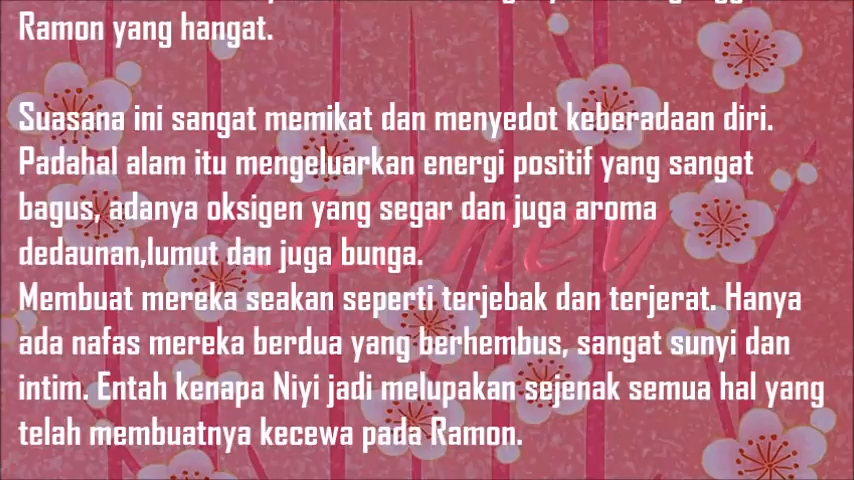 Ramon yang hangat.
Suasana ini sangat memikat dan menyedot keberadaan diri.
Padahal alam itu mengeluarkan energi positif yang sangat
bagus, adanya oksigen yang segar dan juga aroma
dedaunan,lumut dan juga bunga.
Membuat mereka seakan seperti terjebak dan terjerat. Hanya
ada nafas mereka berdua yang berhembus, sangat sunyi dan
intim. Entah kenapa Niyi jadi melupakan sejenak semua hal yang
telah membuatnya kecewa pada Ramon.
Honey